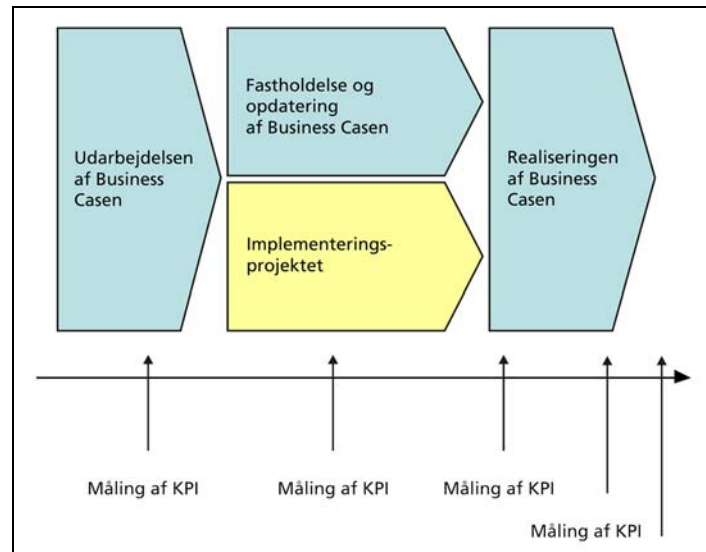 Udarbejdelsen
af Business
Casen
Fastholdelse og
opdatering
af Business Casen
Implementerings-
projektet
Realiseringen
af Business
Casen
Måling af KPI
Måling af KPI
Måling af KPI
Måling af KPI